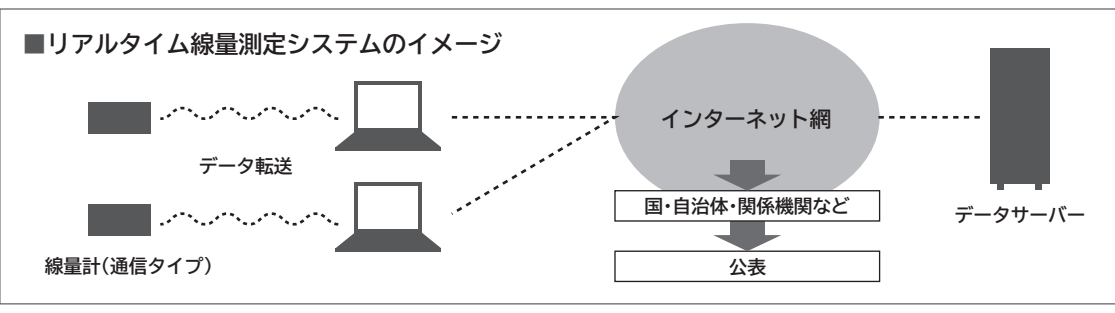 ■リアルタイム線量測定システムのイメージ
データ転送
線量計(通信タイプ)
インターネット網
国・自治体・関係機関など
公表
データサーバー